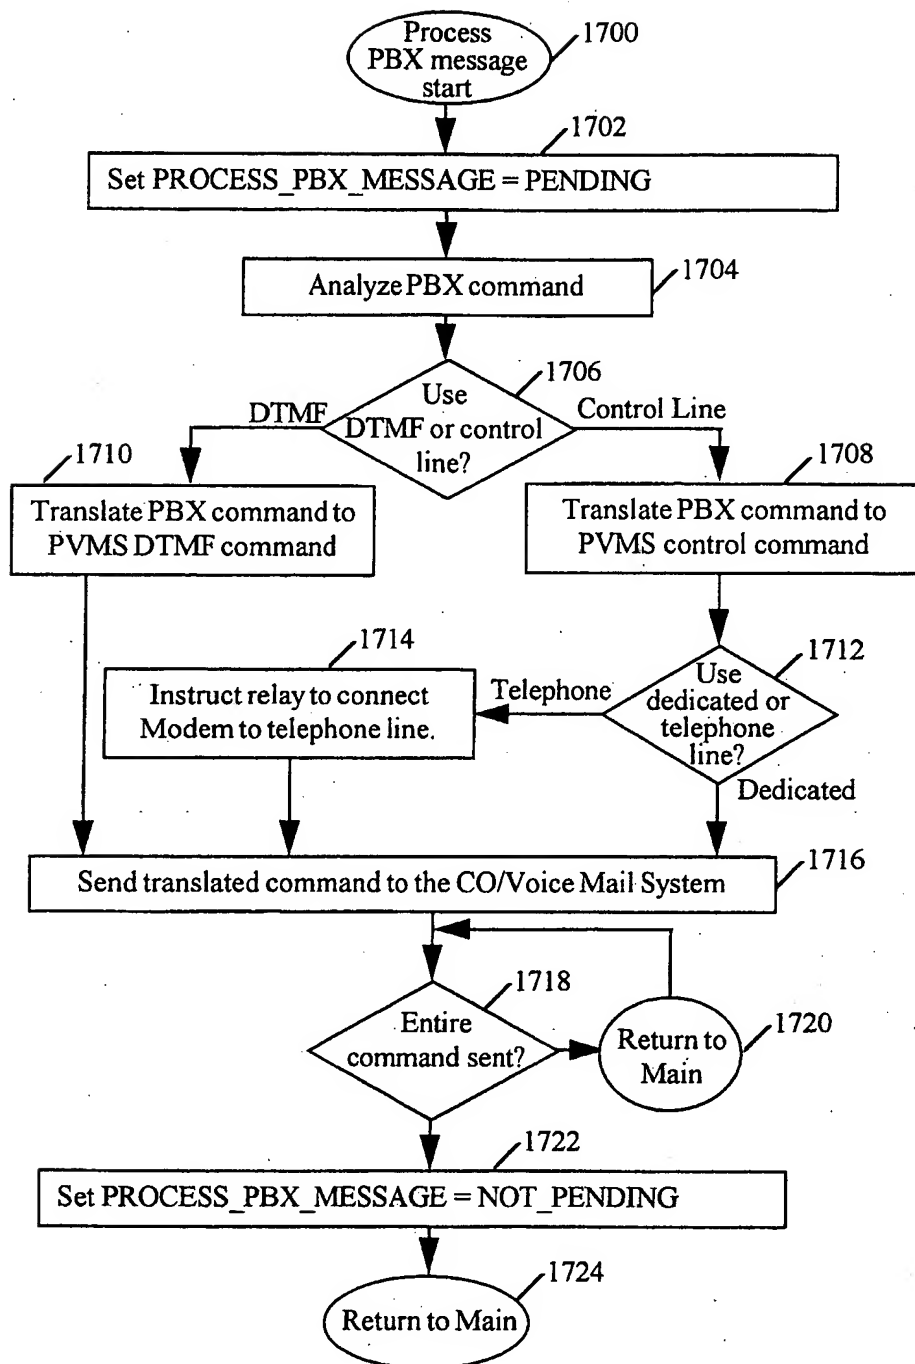 Process
PBX message
start
1700
1702
Set PROCESS_PBX_MESSAGE = PENDING
1704
Analyze PBX command
1706
Use
DTMF or control
line?
DTMF
Control Line
1710
1708
Translate PBX command to
PVMS DTMF command
Translate PBX command to
PVMS control command
1714
1712
Instruct relay to connect
Modem to telephone line.
Telephone
Use
dedicated or
telephone
line?
Dedicated
1716
Send translated command to the CO/Voice Mail System
1718
Entire
command sent?
1720
Return to
Main
1722
Set PROCESS_PBX_MESSAGE = NOT_PENDING
1724
Return to Main